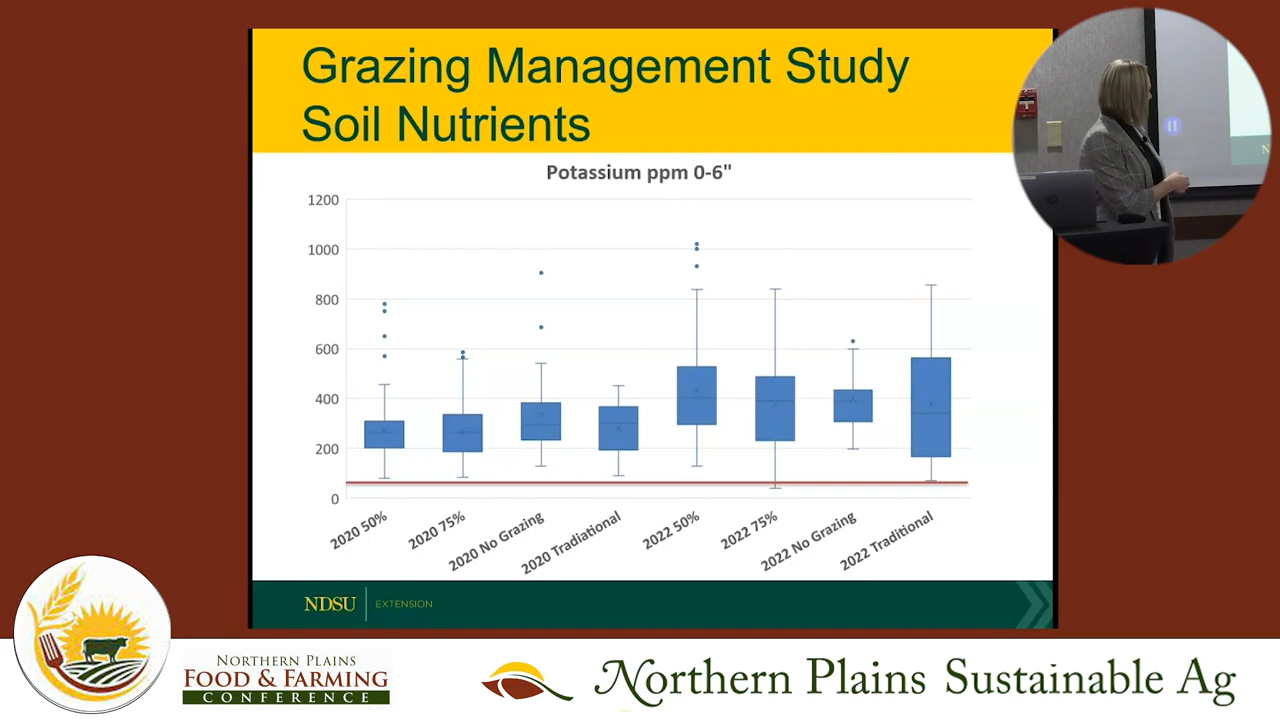 Grazing Management Study
Soil Nutrients
Potassium ppm 0-6"
1200
1000
800
600
400
200
0
2020 50%
2020 75%
2020 No Grazing
2020 Tradiational
2022 50%
2022 75%
2022 No Grazing
2022 Traditional
NDSU EXTENSION
NORTHERN PLAINS
FOOD & FARMING
CONFERENCE
Northern Plains Sustainable Ag